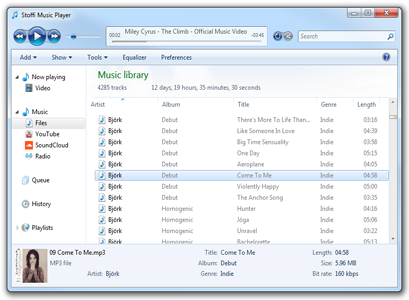 Stoffi Music Player
Miley Cyrus - The Climb - Official Music Video
00:02 -03:45
Search
Add Show Tools Equalizer Preferences
Now playing
Video
Music
Files
YouTube
SoundCloud
Radio
Queue
History
Playlists
Music library
4285 tracks 12 days, 19 hours, 35 minutes, 30 seconds
Artist Album Title Genre Length
Björk Debut There's More To Life Than... Indie 03:16
Björk Debut Like Someone In Love Indie 04:39
Björk Debut Big Time Sensuality Indie 03:59
Björk Debut One Day Indie 05:15
Björk Debut Aeroplane Indie 04:05
Björk Debut Come To Me Indie 04:58
Björk Debut Violently Happy Indie 05:00
Björk Debut The Anchor Song Indie 03:35
Björk Homogenic Hunter Indie 04:16
Björk Homogenic Jóga Indie 05:06
Björk Homogenic Unravel Indie 03:22
Björk Homogenic Bachelorette Indie 05:13
09 Come To Me.mp3
MP3 file
Artist: Björk
Title: Come To Me
Album: Debut
Genre: Indie
Length: 04:58
Size: 5,96 MB
Bit rate: 160 kbps